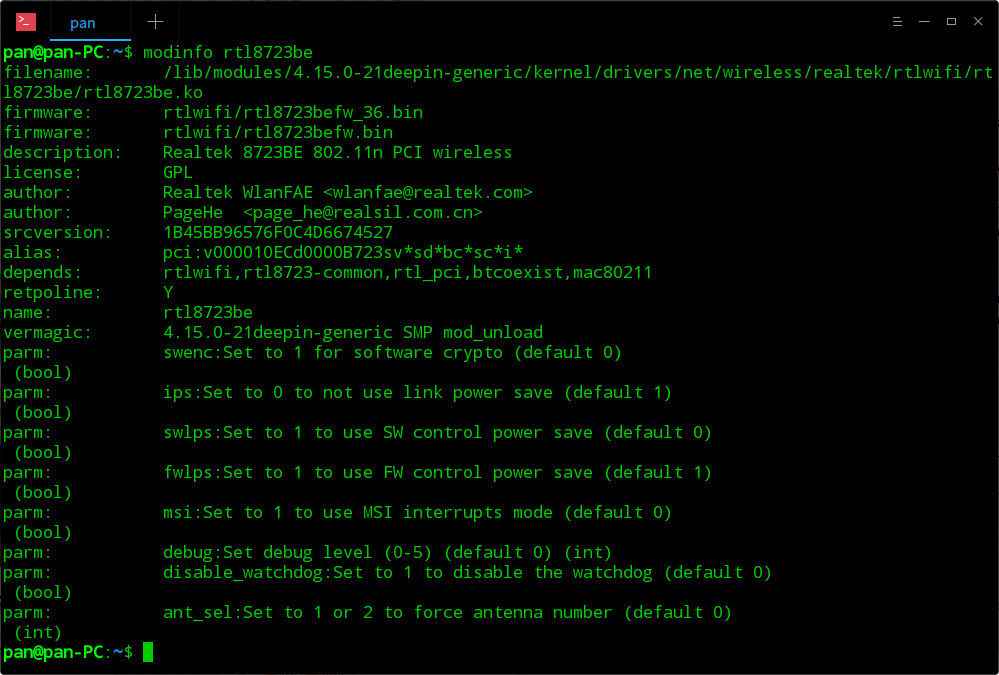 pan
pan@pan-PC:~$ modinfo rtl8723be
filename:       /lib/modules/4.15.0-21deepin-generic/kernel/drivers/net/wireless/realtek/rtlwifi/rt
l8723be/rtl8723be.ko
firmware:       rtlwifi/rtl8723befw_36.bin
firmware:       rtlwifi/rtl8723befw.bin
description:    Realtek 8723BE 802.11n PCI wireless
license:        GPL
author:         Realtek WlanFAE <wlanfae@realtek.com>
author:         PageHe  <page_he@realsil.com.cn>
srcversion:     1B45BB96576F0C4D6674527
alias:          pci:v000010ECd0000B723sv*sd*bc*sc*i*
depends:        rtlwifi,rtl8723-common,rtl_pci,btcoexist,mac80211
retpoline:      Y
name:           rtl8723be
vermagic:       4.15.0-21deepin-generic SMP mod_unload
parm:           swenc:Set to 1 for software crypto (default 0)
 (bool)
parm:           ips:Set to 0 to not use link power save (default 1)
 (bool)
parm:           swlps:Set to 1 to use SW control power save (default 0)
 (bool)
parm:           fwlps:Set to 1 to use FW control power save (default 1)
 (bool)
parm:           msi:Set to 1 to use MSI interrupts mode (default 0)
 (bool)
parm:           debug:Set debug level (0-5) (default 0) (int)
parm:           disable_watchdog:Set to 1 to disable the watchdog (default 0)
 (bool)
parm:           ant_sel:Set to 1 or 2 to force antenna number (default 0)
 (int)
pan@pan-PC:~$